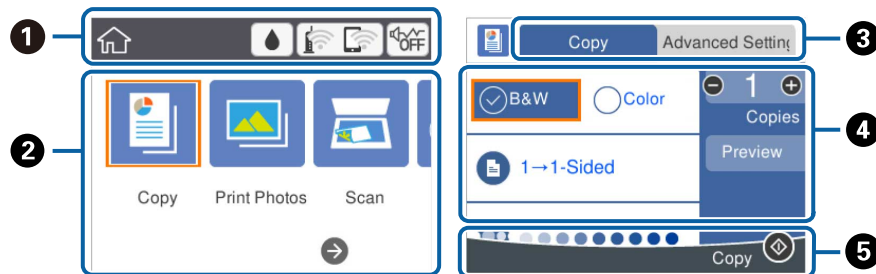 1
OFF
2
Copy Print Photos Scan
3
Copy Advanced Setting
4
B&W Color
1
Copies
1→1-Sided
Preview
5
Copy